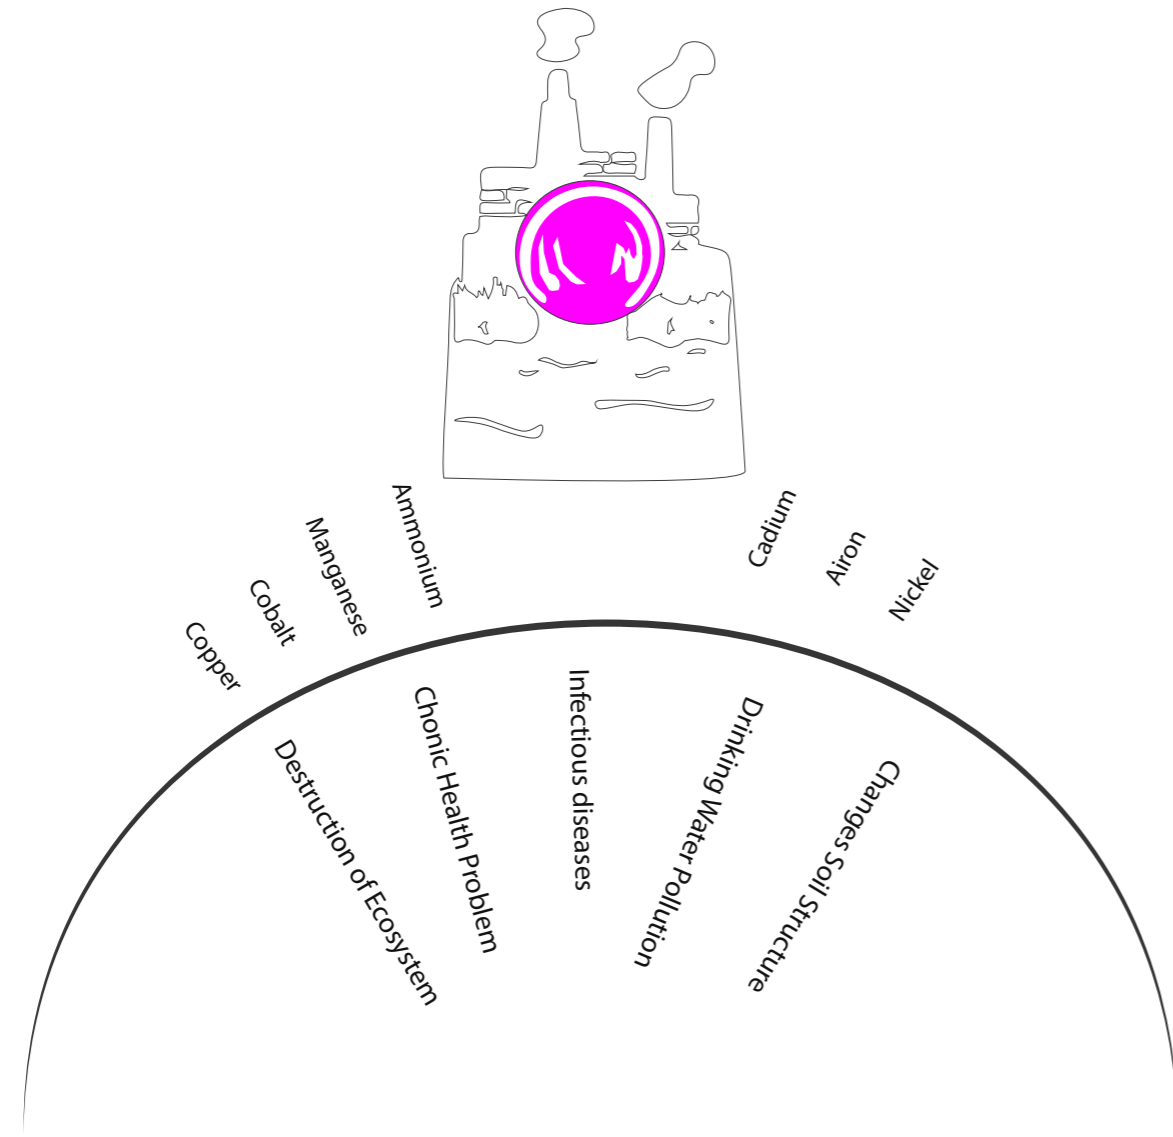 Ammonium
Manganese
Cobalt
Copper
Cadium
Airon
Nickel
Destruction of Ecosystem
Chonic Health Problem
Infectious diseases
Drinking Water Pollution
Changes Soil Structure